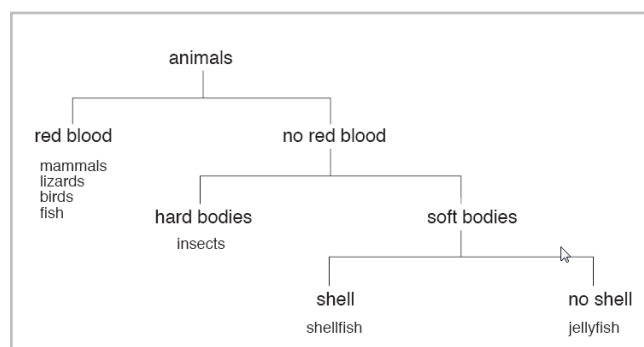 animals
red blood
no red blood
mammals
lizards
birds
fish
hard bodies
soft bodies
insects
shell
no shell
shellfish
jellyfish